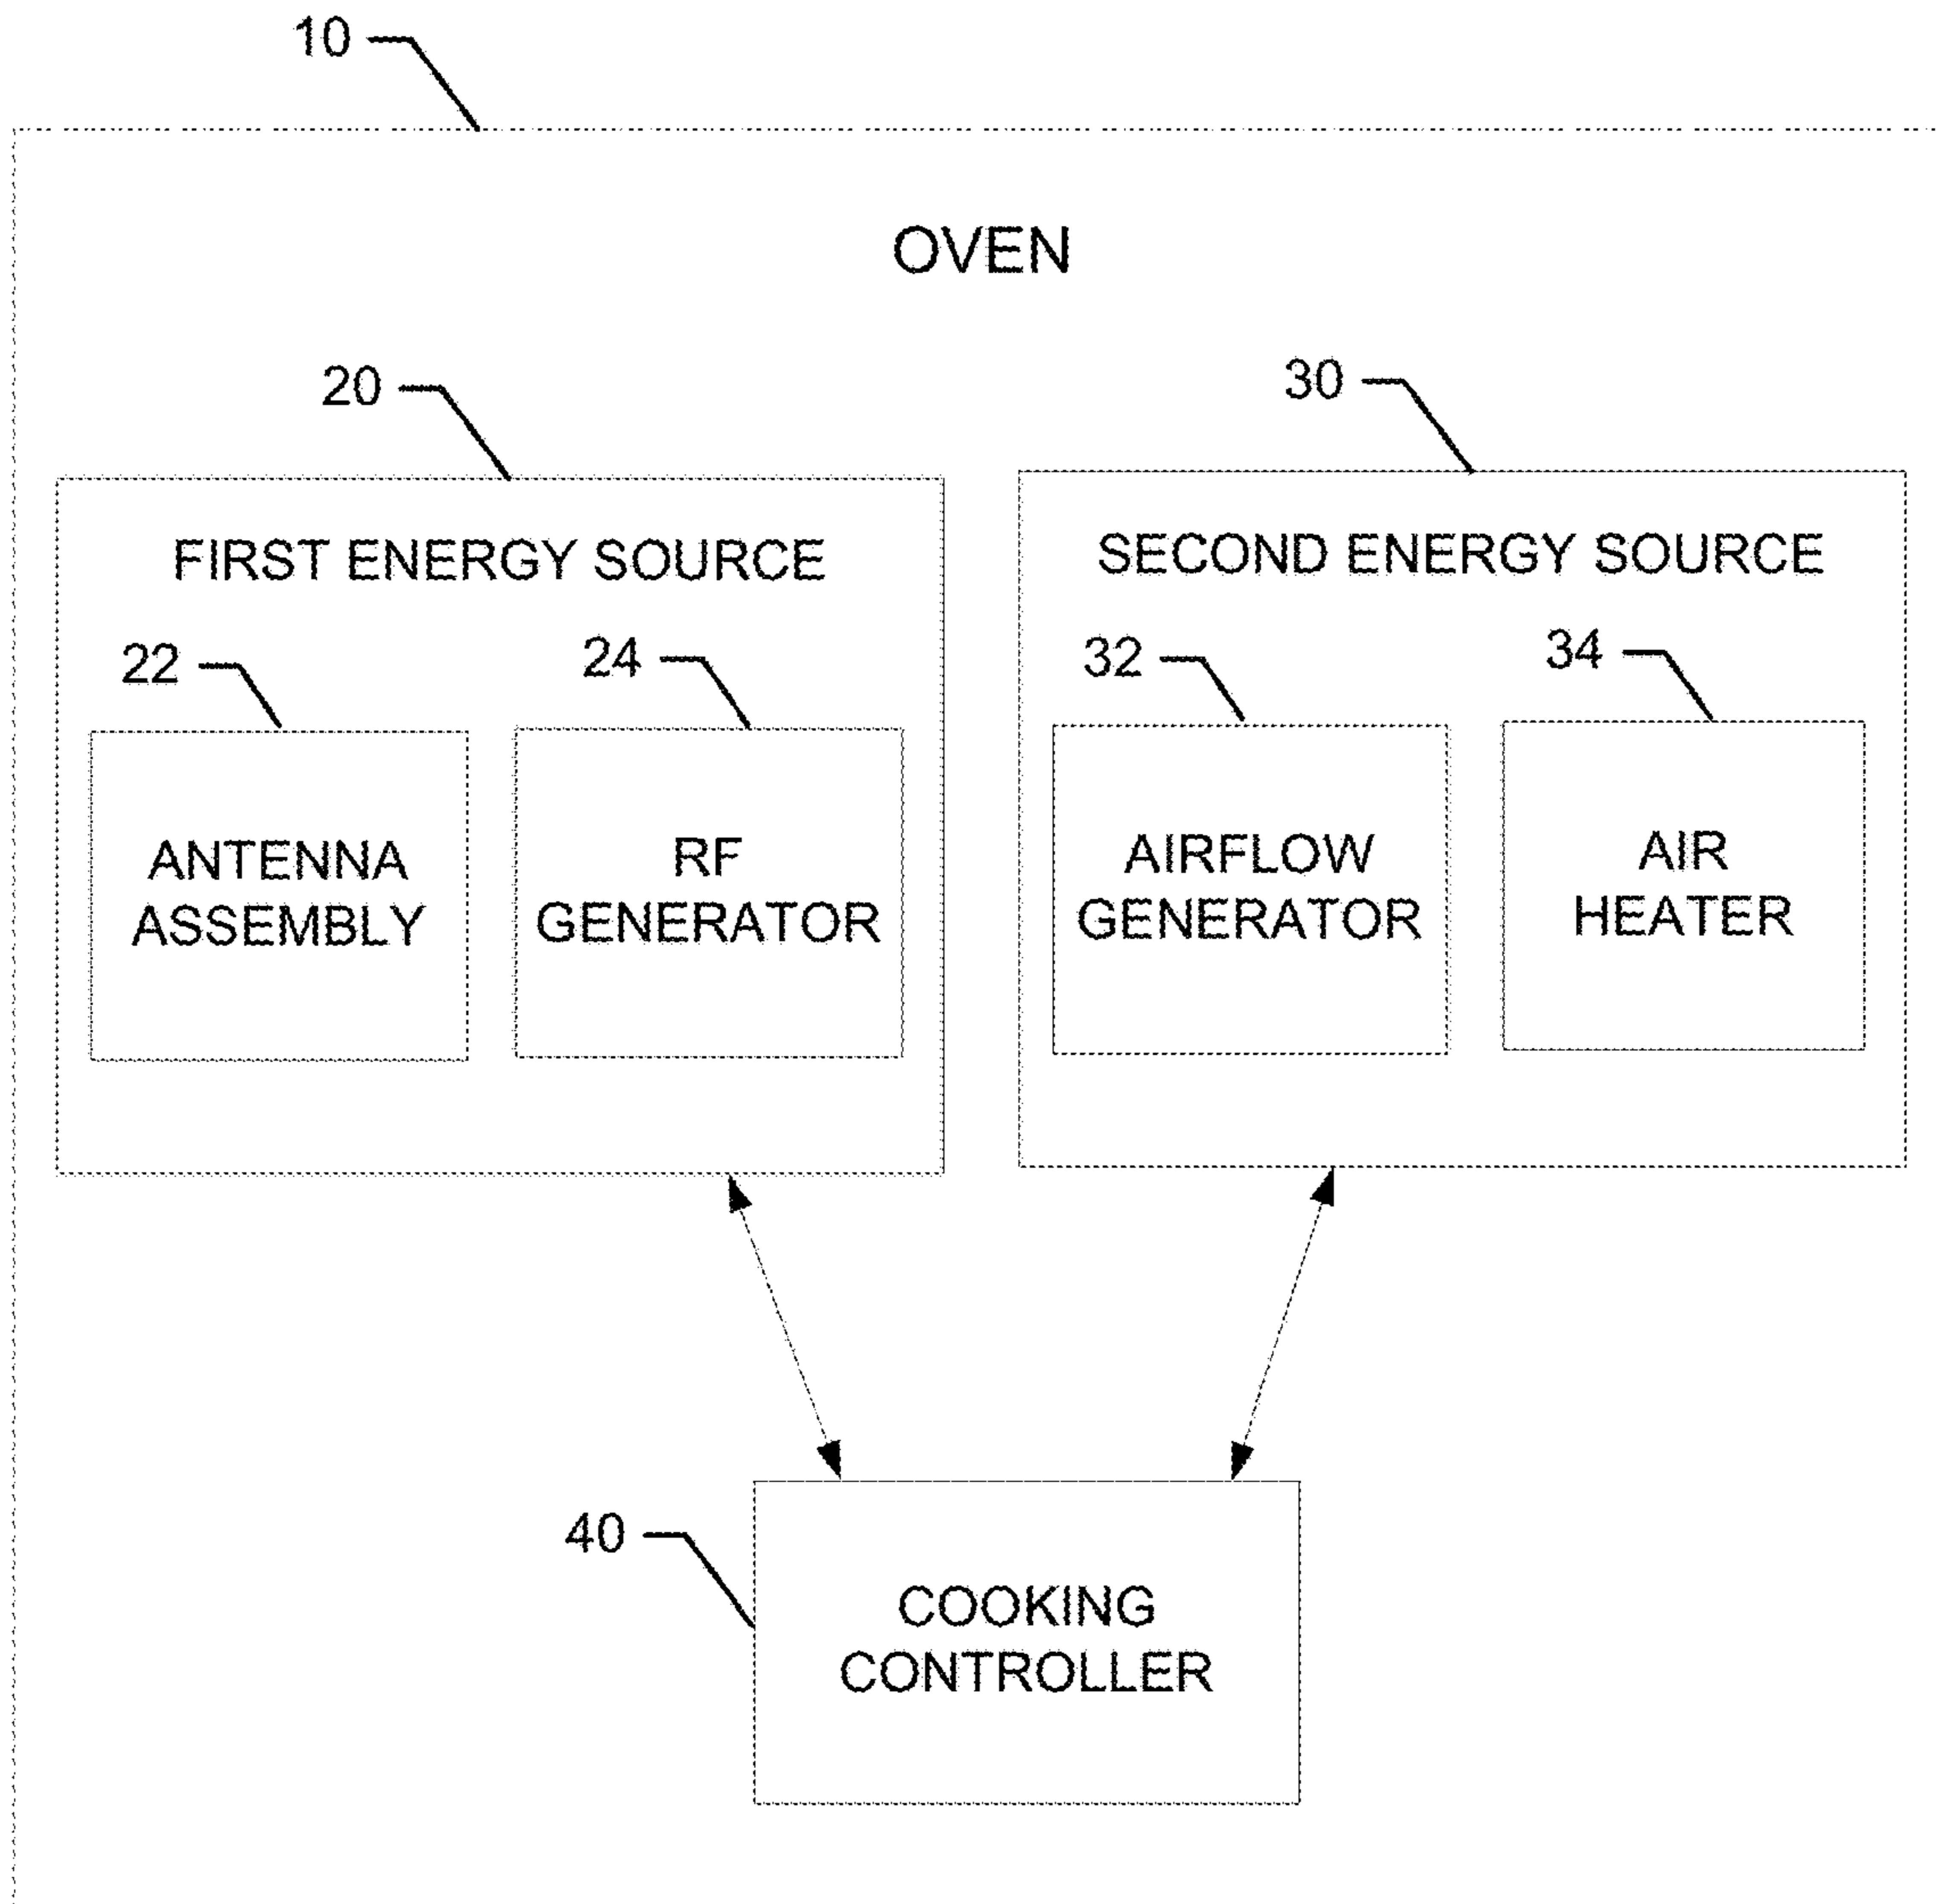 10
OVEN
20
30
FIRST ENERGY SOURCE
SECOND ENERGY SOURCE
22
24
32
34
ANTENNA
ASSEMBLY
RF
GENERATOR
AIRFLOW
GENERATOR
AIR
HEATER
40
COOKING
CONTROLLER